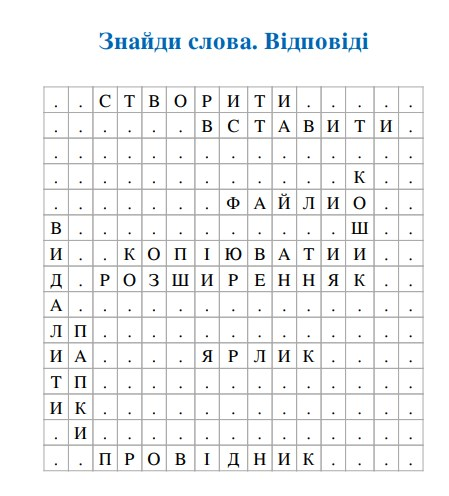 Знайди слова. Відповіді
. . С Т В О Р И Т И . . . . .
. . . . . . В С Т А В И Т И .
. . . . . . . . . . . . . . .
. . . . . . . . . . . . К . .
. . . . . . . Ф А Й Л И О . .
В . . . . . . . . . . . Ш . .
И . . К О П І Ю В А Т И И . .
Д . Р О З Ш И Р Е Н Н Я К . .
А . . . . . . . . . . . . . .
Л П . . . . . . . . . . . . .
И А . . . . Я Р Л И К . . . .
Т П . . . . . . . . . . . . .
И К . . . . . . . . . . . . .
. И . . . . . . . . . . . . .
. . П Р О В І Д Н И К . . . .